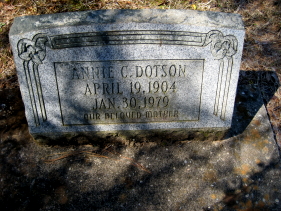 ANNIE C. DOTSON
APRIL 19, 1904
JAN. 30, 1979
OUR BELOVED MOTHER